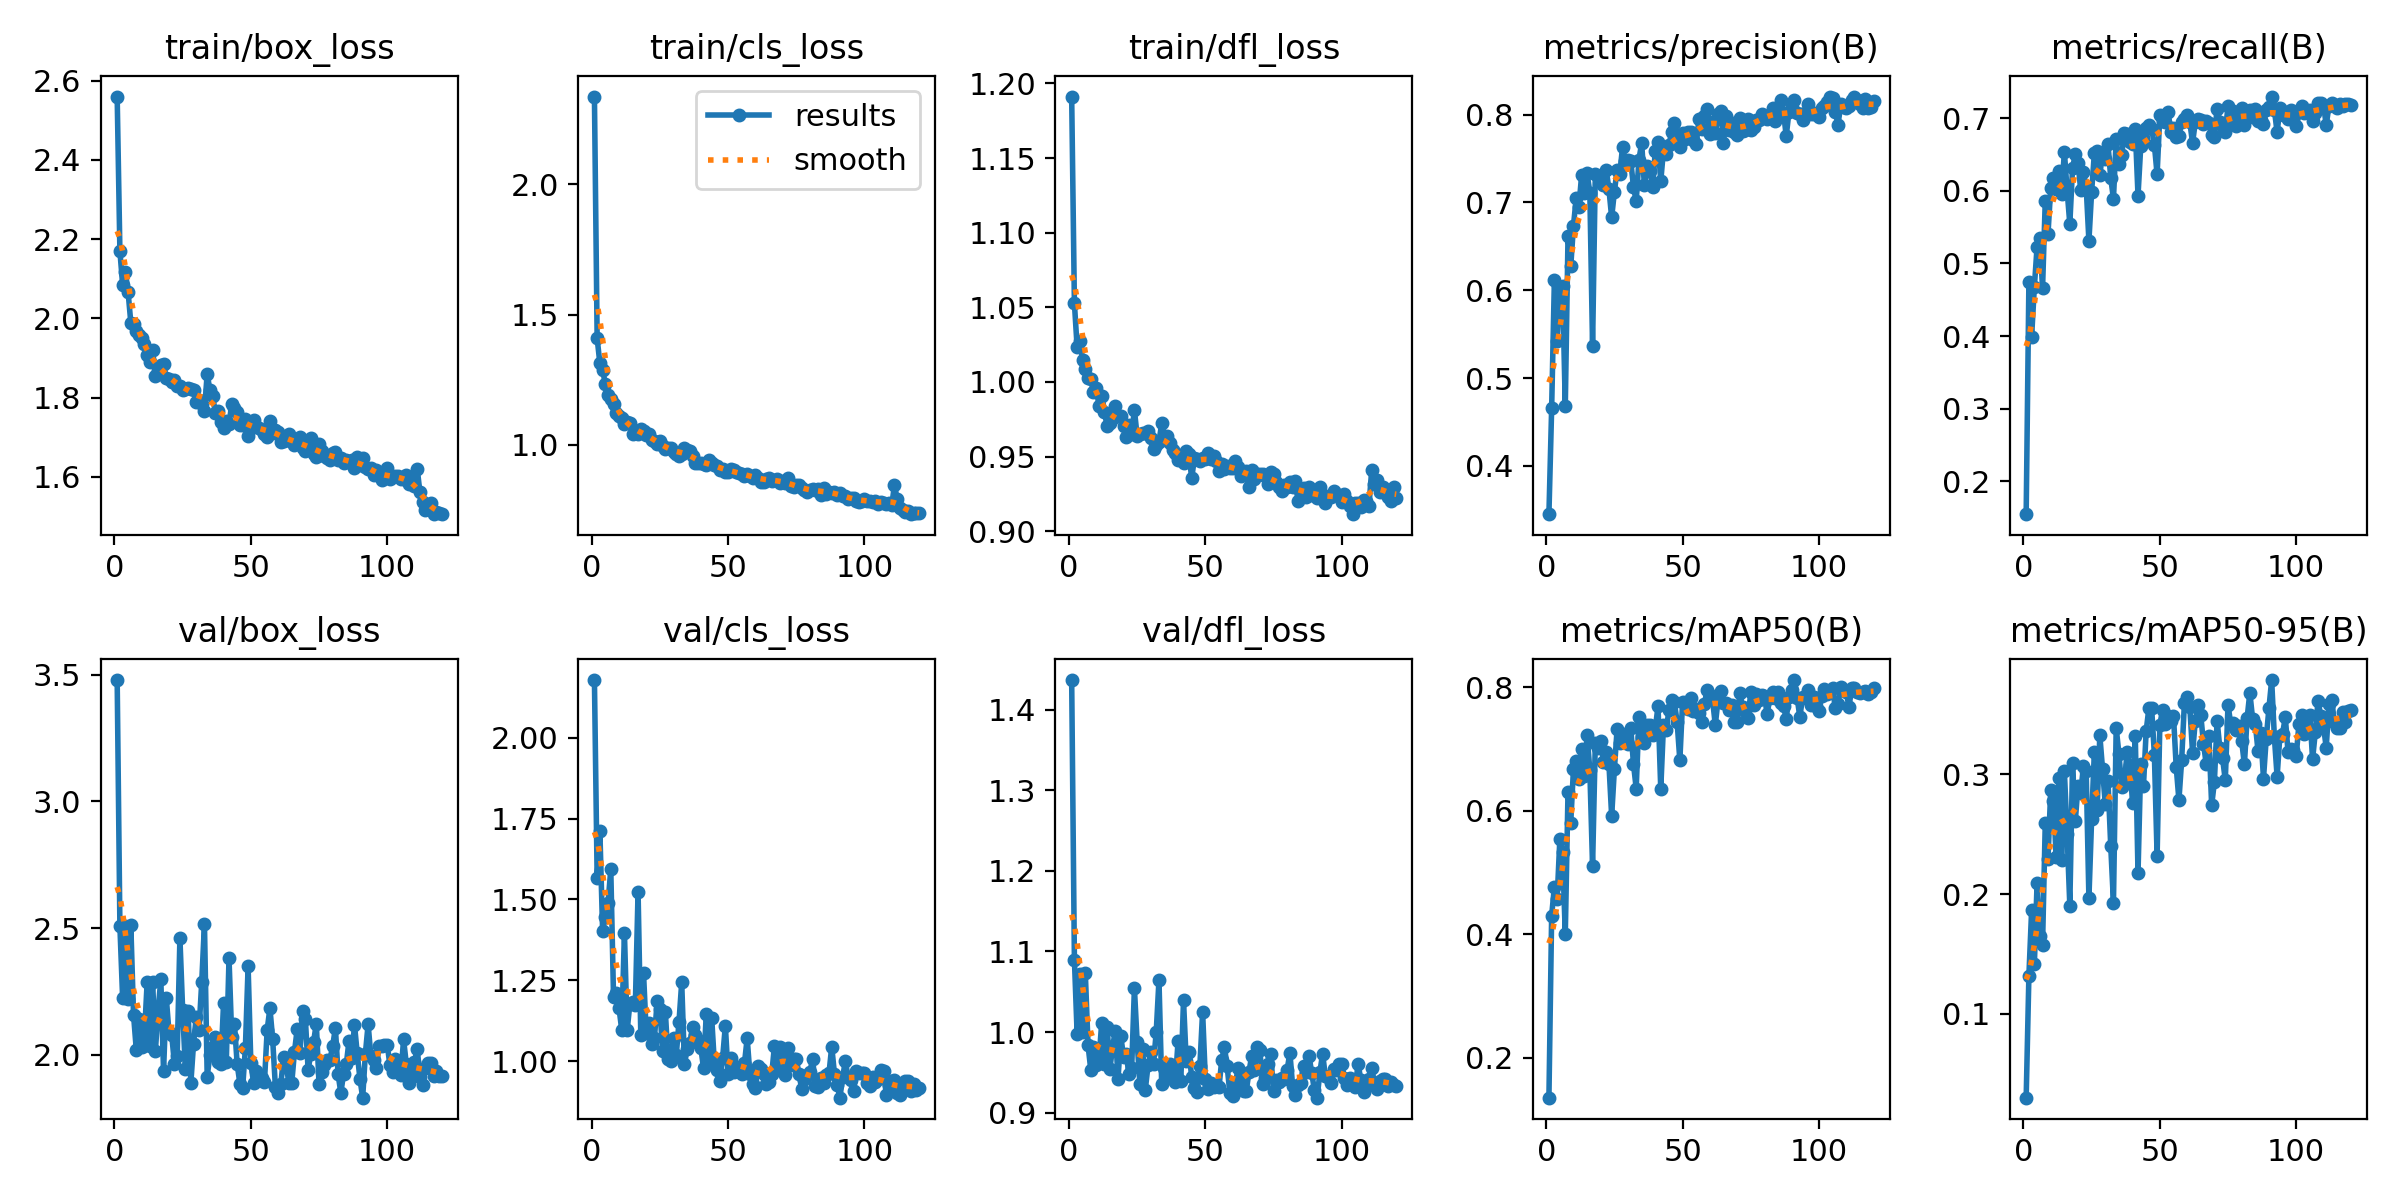 train/box_loss
2.6
2.4
2.2
2.0
1.8
1.6
0 50 100
train/cls_loss
results
smooth
2.0
1.5
1.0
0 50 100
train/dfl_loss
1.20
1.15
1.10
1.05
1.00
0.95
0.90
0 50 100
metrics/precision(B)
0.8
0.7
0.6
0.5
0.4
0 50 100
metrics/recall(B)
0.7
0.6
0.5
0.4
0.3
0.2
0 50 100
val/box_loss
3.5
3.0
2.5
2.0
0 50 100
val/cls_loss
2.00
1.75
1.50
1.25
1.00
0 50 100
val/dfl_loss
1.4
1.3
1.2
1.1
1.0
0.9
0 50 100
metrics/mAP50(B)
0.8
0.6
0.4
0.2
0 50 100
metrics/mAP50-95(B)
0.3
0.2
0.1
0 50 100